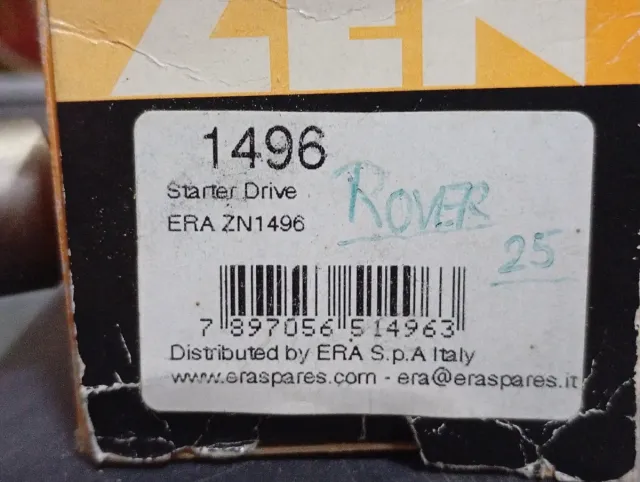 ZEN
1496
Starter Drive
ERA ZN1496
ROVER
25
7 897056 514963
Distributed by ERA S.p.A Italy
www.eraspares.com - era@eraspares.it